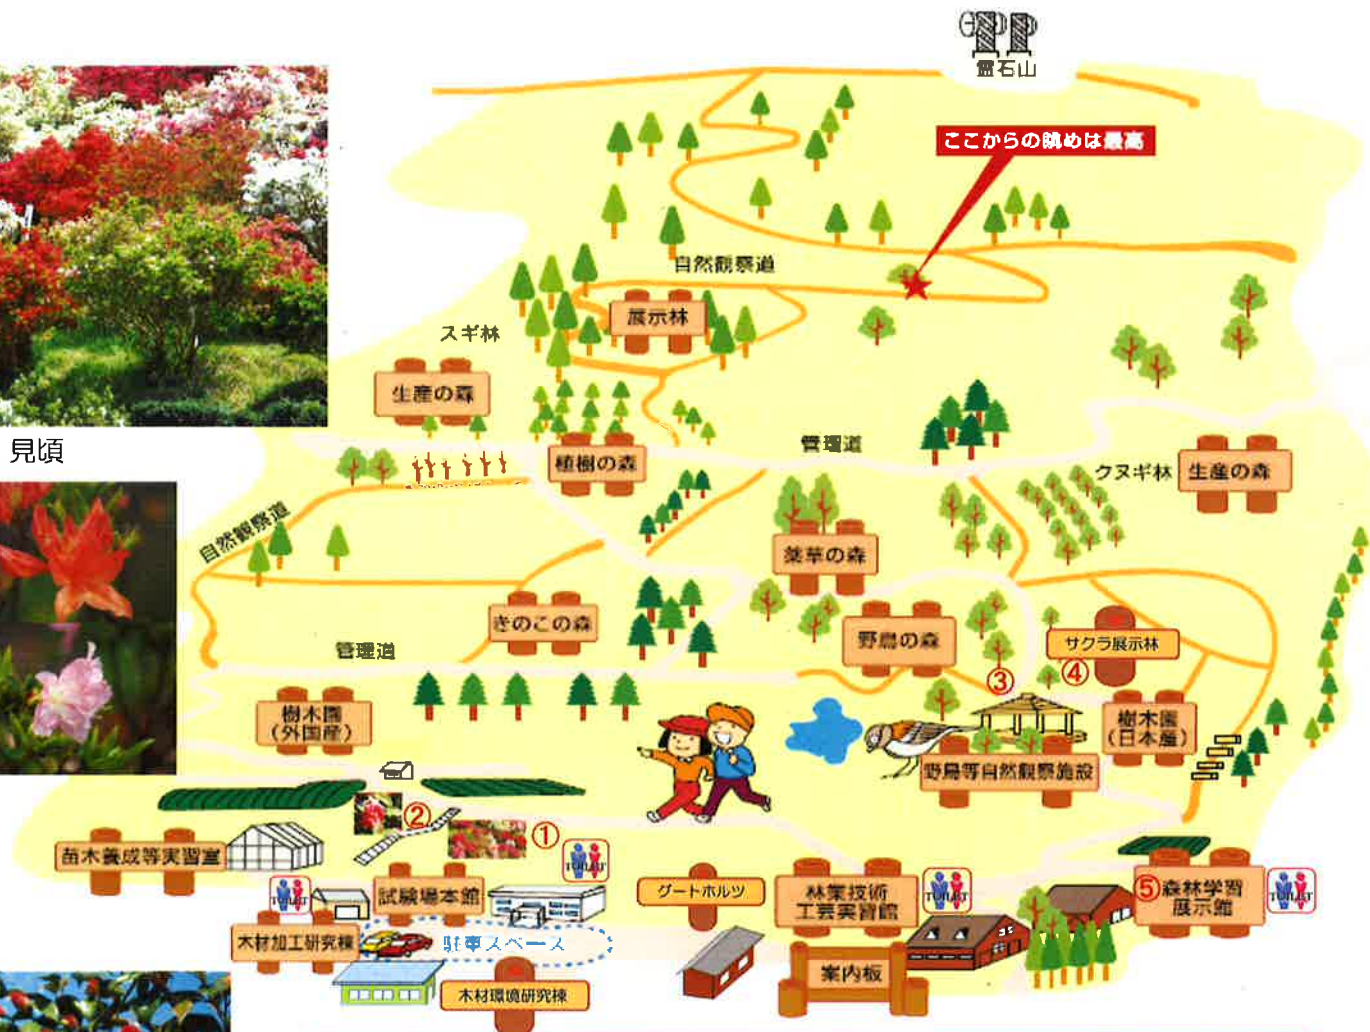 霊石山
ここからの眺めは最高
自然観察道
展示林
スギ林
生産の森
見頃
植樹の森
管理道
クヌギ林
生産の森
自然観察道
薬草の森
きのこの森
野鳥の森
サクラ展示林
管理道
③
④
樹木園
(外国産)
樹木園
(日本産)
野鳥等自然観察施設
②
①
苗木養成等実習室
TOILET
TOILET
試験場本館
グートホルツ
林業技術
工芸実習館
TOILET
⑤森林学習
展示館
TOILET
木材加工研究棟
駐車スペース
案内板
木材環境研究棟